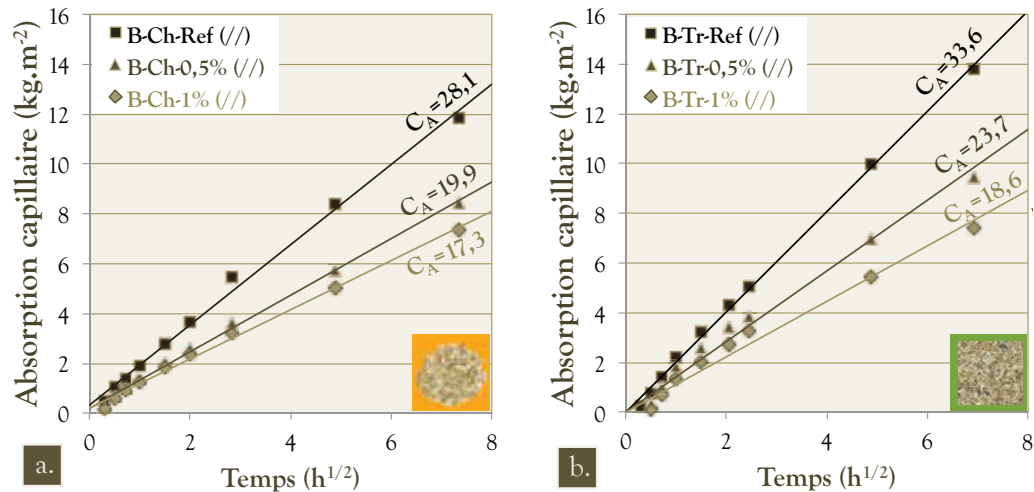 Absorption capillaire (kg.m⁻²)
16
14
12
10
8
6
4
2
0
B-Ch-Ref (//)
B-Ch-0,5% (//)
B-Ch-1% (//)
C_A=28,1
C_A=19,9
C_A=17,3
0
2
4
6
8
a.
Temps (h^1/2)
Absorption capillaire (kg.m⁻²)
16
14
12
10
8
6
4
2
0
B-Tr-Ref (//)
B-Tr-0,5% (//)
B-Tr-1% (//)
C_A=33,6
C_A=23,7
C_A=18,6
0
2
4
6
8
b.
Temps (h^1/2)